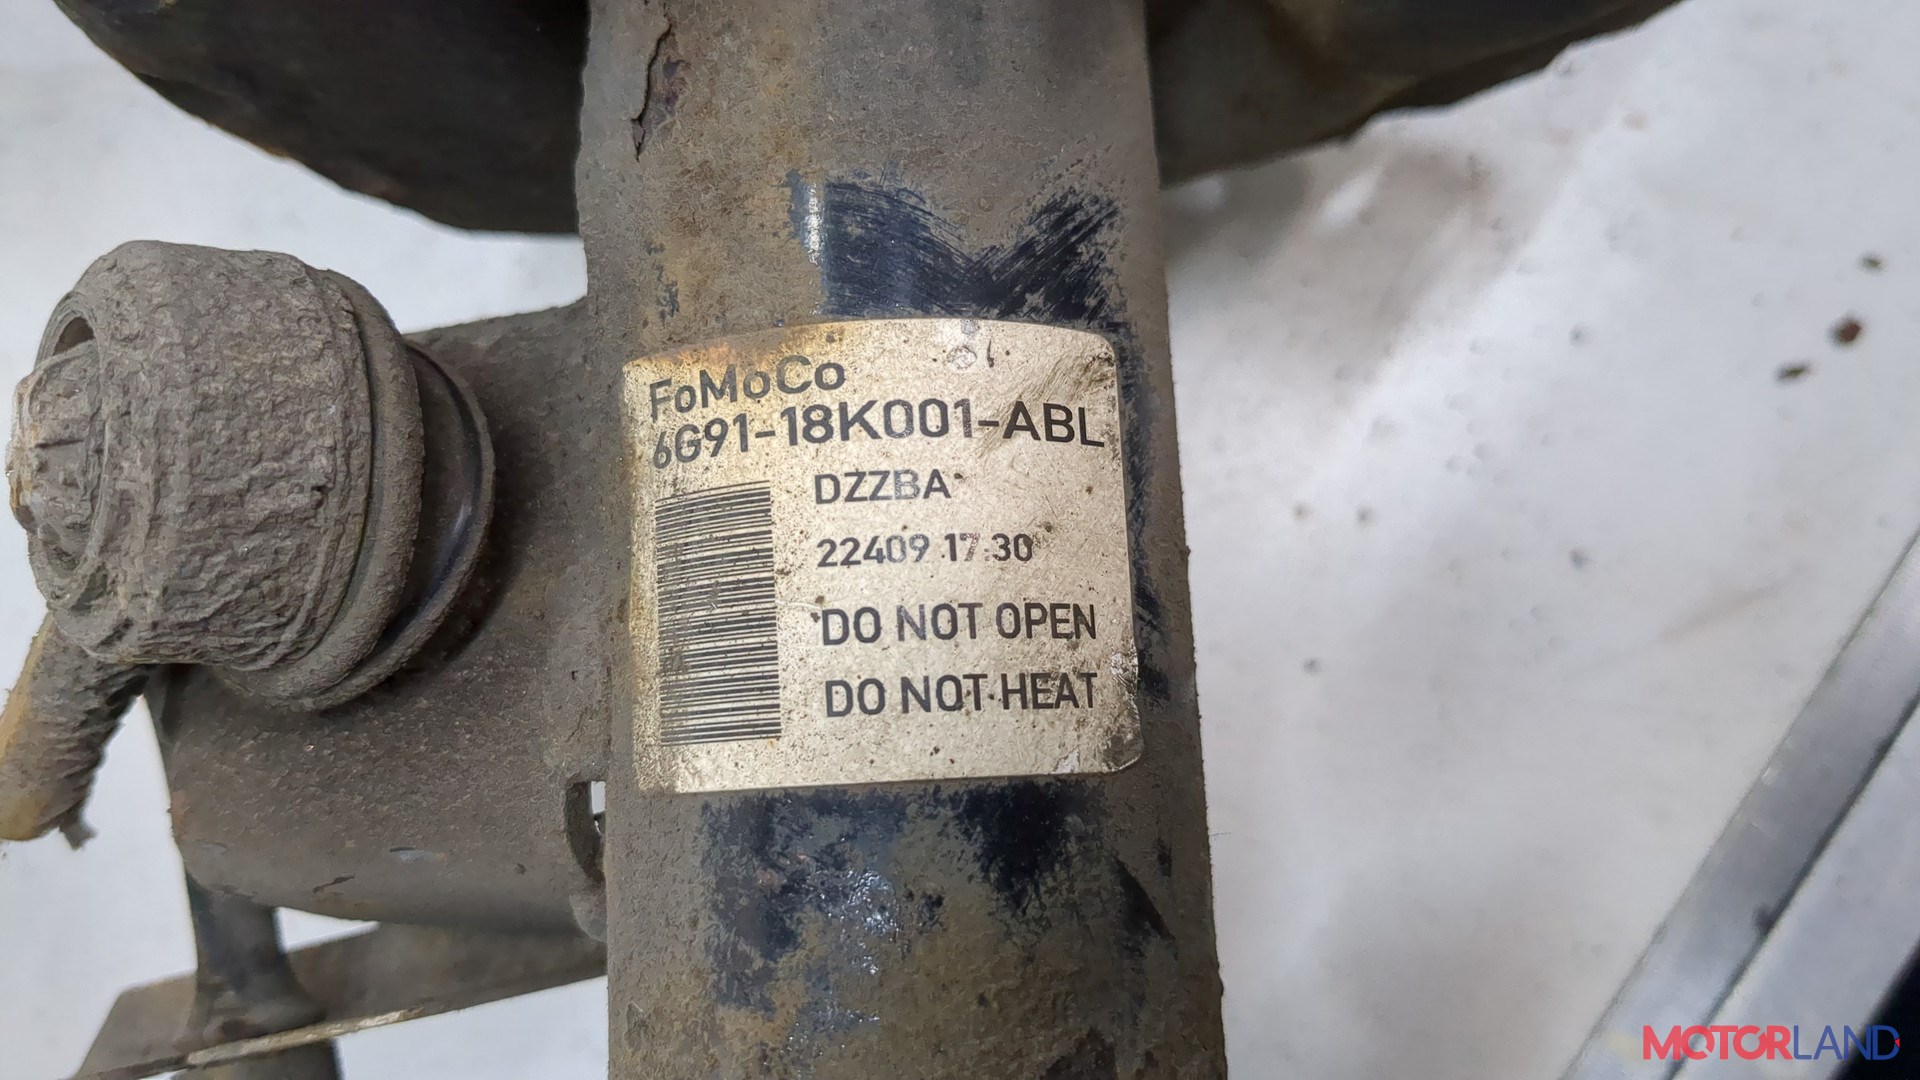 FoMoCo
6G91-18K001-ABL
DZZBA
22409 17:30
DO NOT OPEN
DO NOT HEAT
MOTORLAND